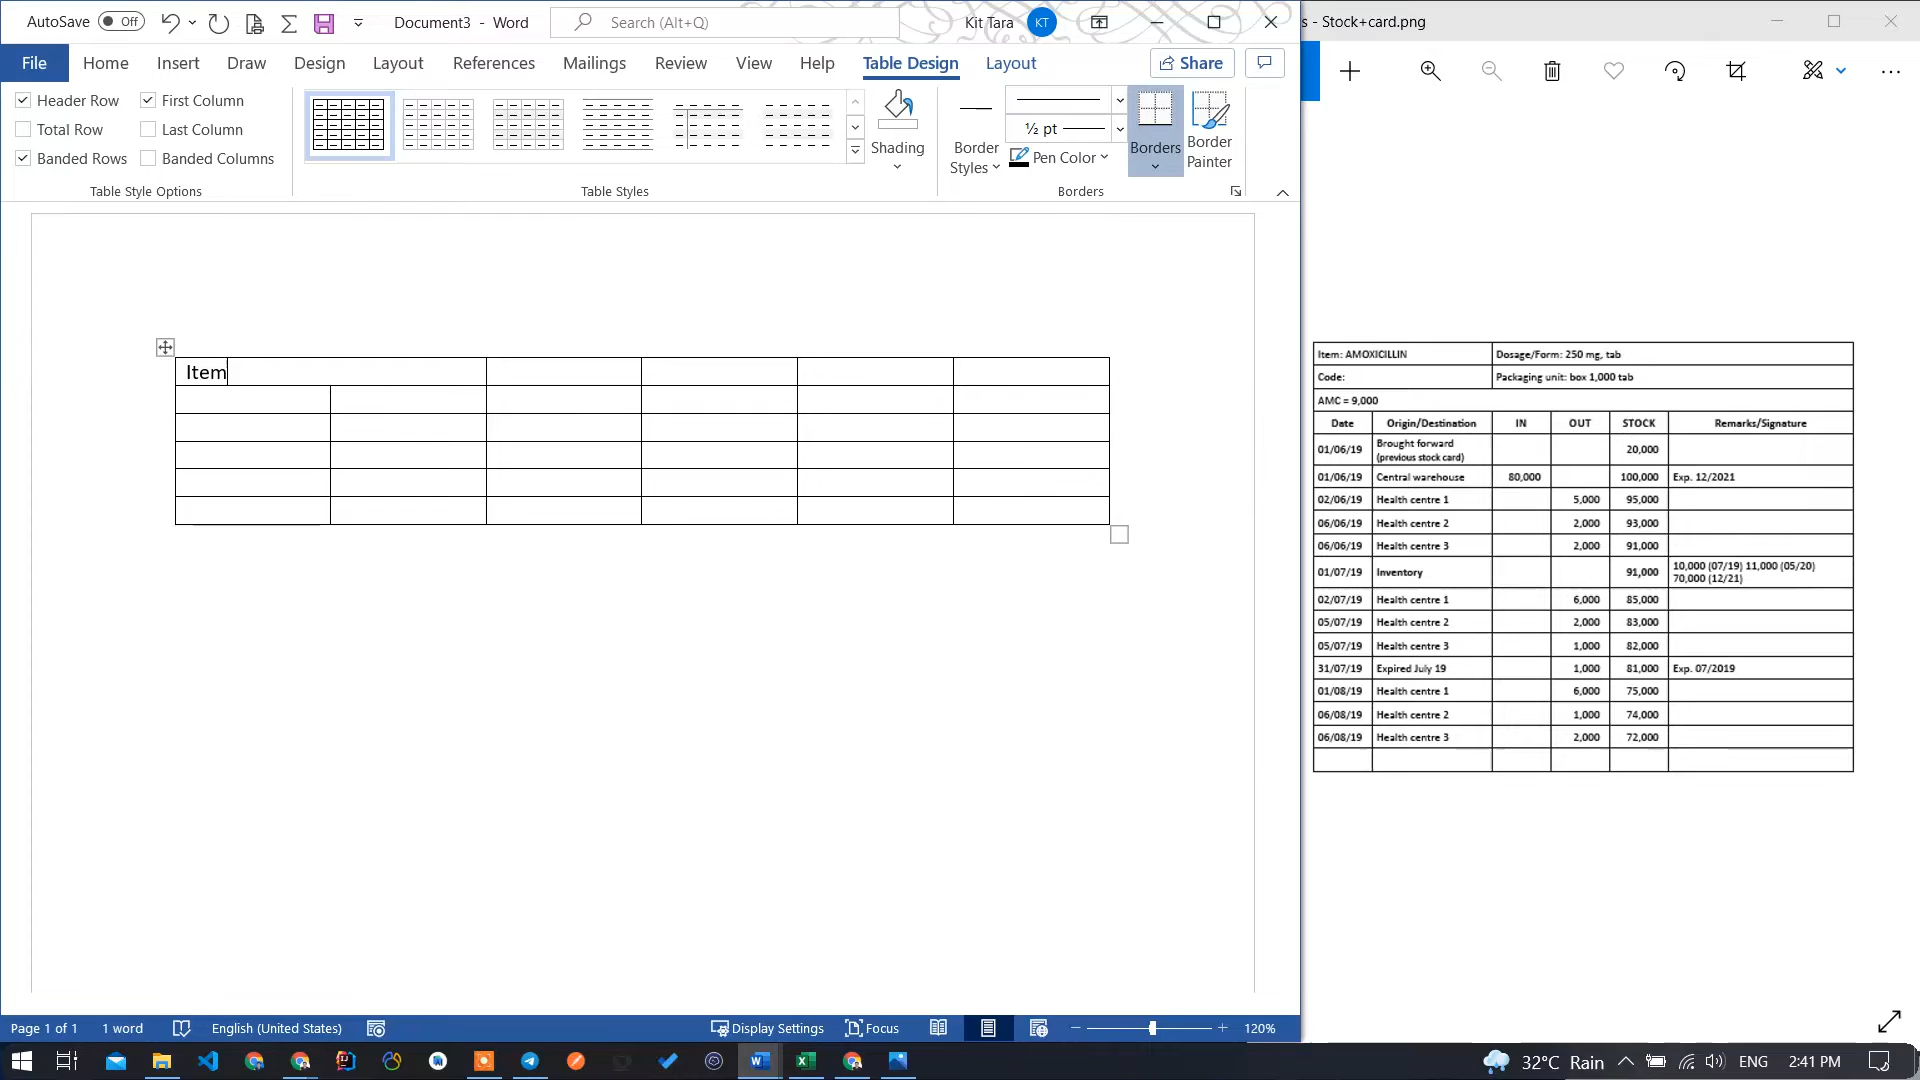 AutoSave Off Document3 - Word Search (Alt+Q) Kit Tara KT
s - Stock+card.png
File Home Insert Draw Design Layout References Mailings Review View Help Table Design Layout Share
Header Row First Column
Total Row Last Column
Banded Rows Banded Columns
Table Style Options
Table Styles
Shading
Border Styles
½ pt
Pen Color
Borders
Border Painter
Borders
Item
Item: AMOXICILLIN Dosage/Form: 250 mg, tab
Code: Packaging unit: box 1,000 tab
AMC = 9,000
Date Origin/Destination IN OUT STOCK Remarks/Signature
01/06/19 Brought forward (previous stock card) 20,000
01/06/19 Central warehouse 80,000 100,000 Exp. 12/2021
02/06/19 Health centre 1 5,000 95,000
06/06/19 Health centre 2 2,000 93,000
06/06/19 Health centre 3 2,000 91,000
01/07/19 Inventory 91,000 10,000 (07/19) 11,000 (05/20) 70,000 (12/21)
02/07/19 Health centre 1 6,000 85,000
05/07/19 Health centre 2 2,000 83,000
05/07/19 Health centre 3 1,000 82,000
31/07/19 Expired July 19 1,000 81,000 Exp. 07/2019
01/08/19 Health centre 1 6,000 75,000
06/08/19 Health centre 2 1,000 74,000
06/08/19 Health centre 3 2,000 72,000
Page 1 of 1 1 word English (United States) Display Settings Focus 120%
32°C Rain ENG 2:41 PM